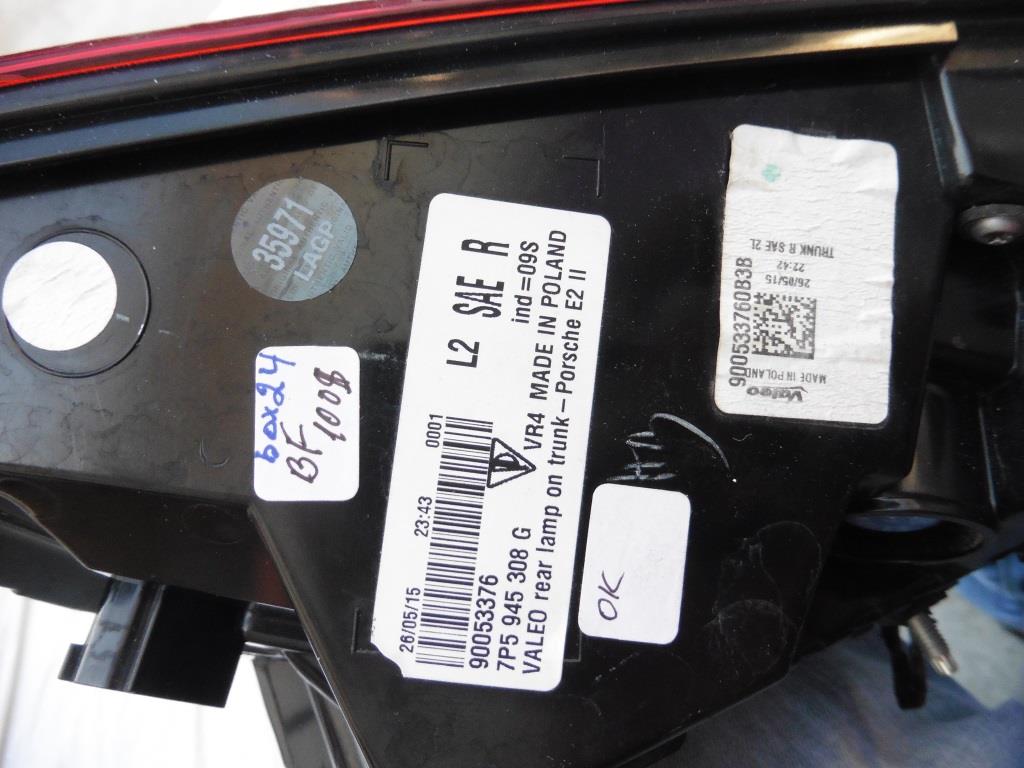 35971
LAGP
box24
BF
100$
26/05/15 23:43 0001
L2 SAE R
90053376
ind=09S
7P5 945 308 G
VR4 MADE IN POLAND
VALEO rear lamp on trunk-Porsche E2 II
OK
Valeo
MADE IN POLAND
90053376OB3B
26/05/15
22:42
TRUNK R SAE 2L